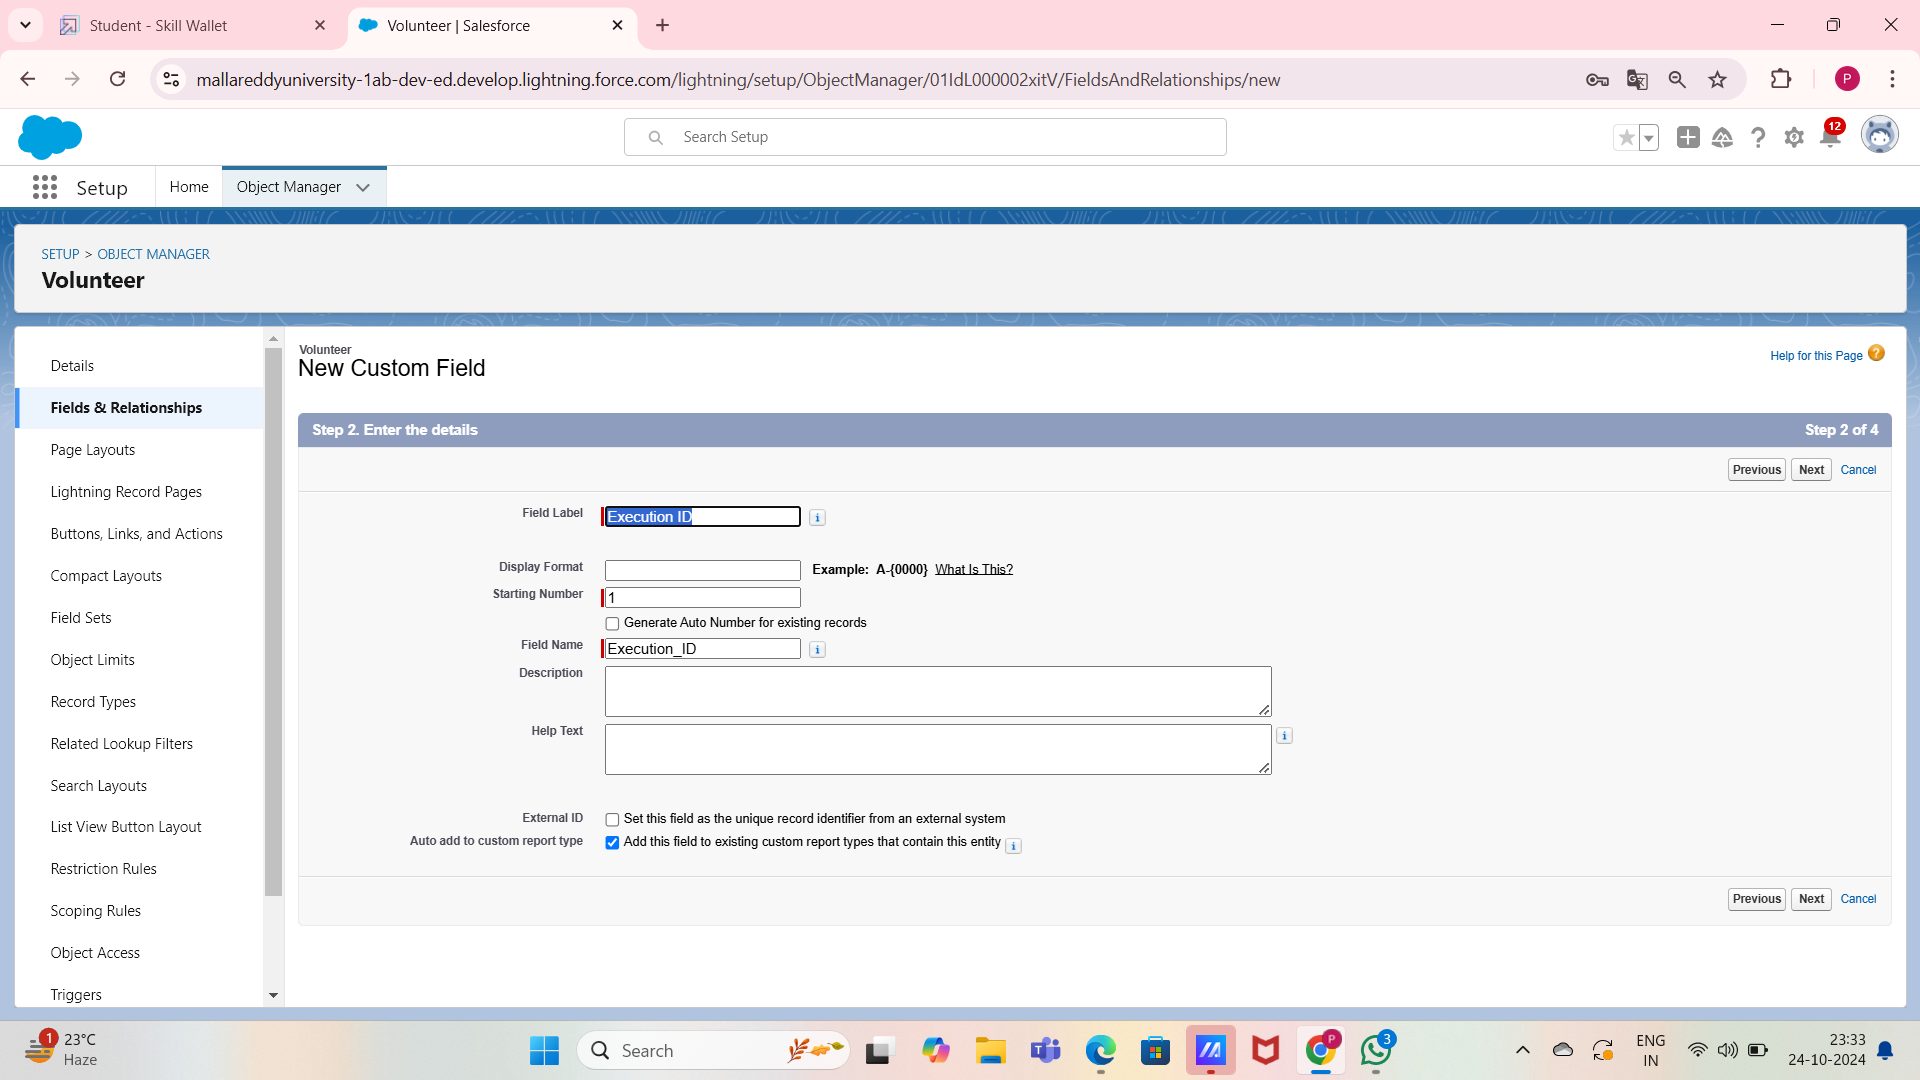 Student - Skill Wallet
Volunteer | Salesforce
mallareddyuniversity-1ab-dev-ed.develop.lightning.force.com/lightning/setup/ObjectManager/01IdL000002xitV/FieldsAndRelationships/new
P
Search Setup
12
Setup
Home
Object Manager
SETUP > OBJECT MANAGER
Volunteer
Details
Fields & Relationships
Page Layouts
Lightning Record Pages
Buttons, Links, and Actions
Compact Layouts
Field Sets
Object Limits
Record Types
Related Lookup Filters
Search Layouts
List View Button Layout
Restriction Rules
Scoping Rules
Object Access
Triggers
Volunteer
New Custom Field
Help for this Page
Step 2. Enter the details
Step 2 of 4
Previous Next Cancel
Field Label Execution ID
Display Format Example: A-{0000} What Is This?
Starting Number 1
Generate Auto Number for existing records
Field Name Execution_ID
Description
Help Text
External ID Set this field as the unique record identifier from an external system
Auto add to custom report type Add this field to existing custom report types that contain this entity
Previous Next Cancel
1
23°C
Haze
Search
P
3
ENG
IN
23:33
24-10-2024